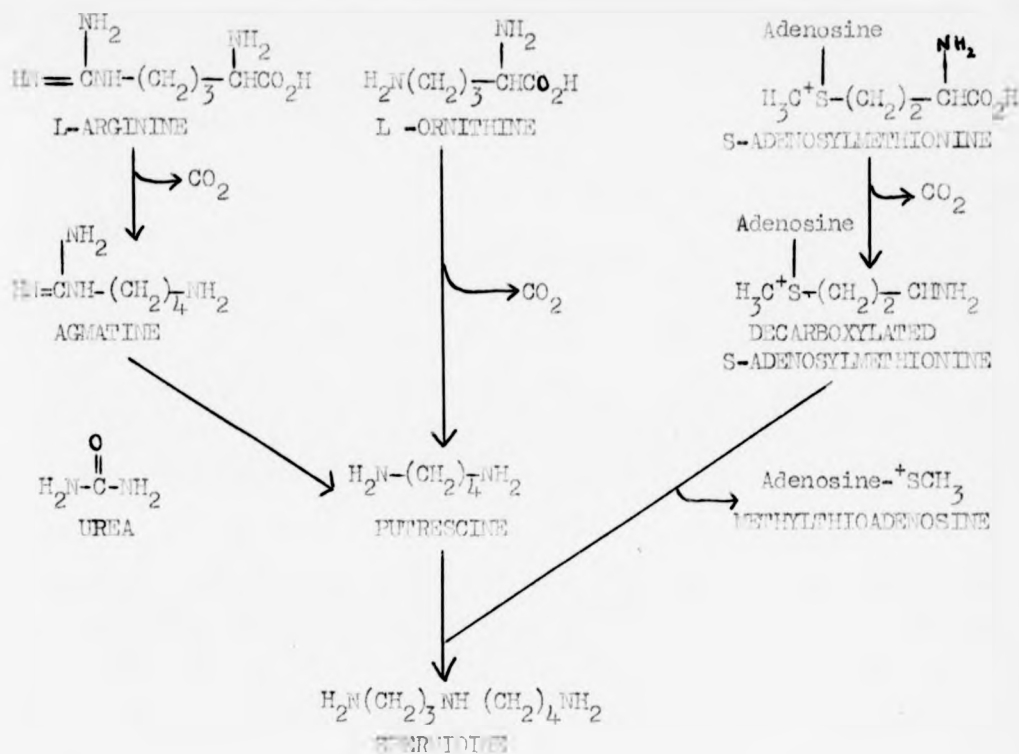 NH₂ NH₂
HN=CNH-(CH₂)₃-CHCO₂H
L-ARGININE
CO₂
NH₂
HN=CNH-(CH₂)₄-NH₂
AGMATINE
O
H₂N-C-NH₂
UREA
NH₂
H₂N(CH₂)₃-CHCO₂H
L -ORNITHINE
CO₂
H₂N-(CH₂)₄-NH₂
PUTRESCINE
Adenosine
NH₂
H₃C⁺S-(CH₂)₂-CHCO₂H
S-ADENOSYLMETHIONINE
CO₂
Adenosine
H₃C⁺S-(CH₂)₂-CHNH₂
DECARBOXYLATED
S-ADENOSYLMETHIONINE
Adenosine-⁺SCH₃
METHYLTHIOADENOSINE
H₂N(CH₂)₃NH (CH₂)₄NH₂
SPERMIDINE